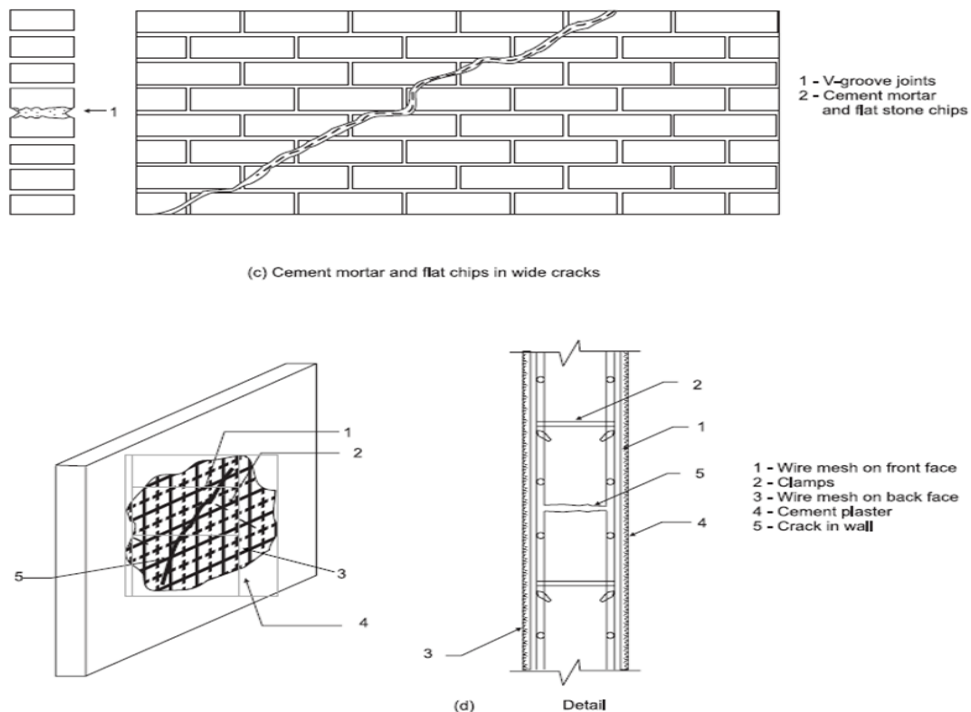 1
1 - V-groove joints
2 - Cement mortar
and flat stone chips
(c) Cement mortar and flat chips in wide cracks
1
2
5
3
4
2
1
5
4
3
1 - Wire mesh on front face
2 - Clamps
3 - Wire mesh on back face
4 - Cement plaster
5 - Crack in wall
(d) Detail